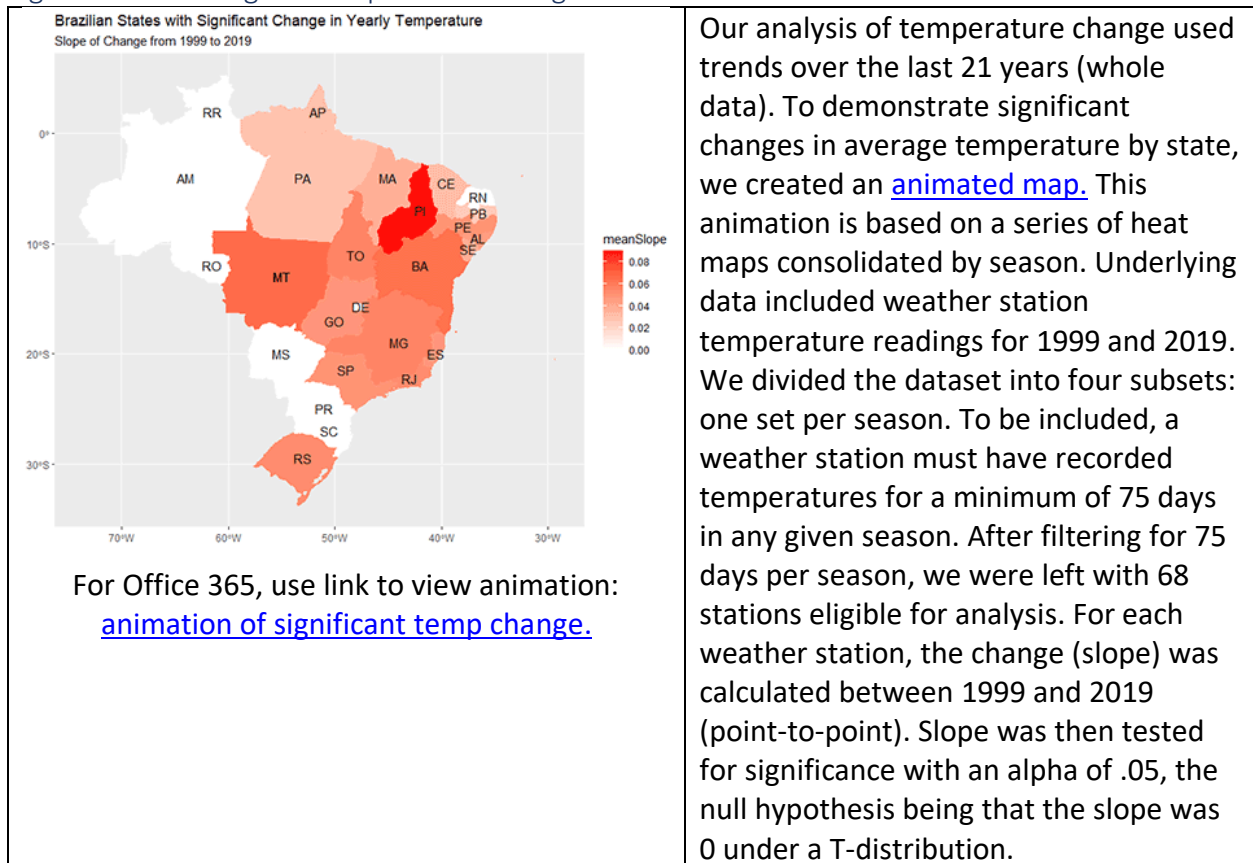 Brazilian States with Significant Change in Yearly Temperature
Slope of Change from 1999 to 2019
RR
AP
0°
AM
PA
MA
CE
RN
PI
PB
PE
AL
10°S
SE
meanSlope
TO
BA
0.08
RO
MT
0.06
DE
0.04
GO
0.02
MG
0.00
20°S
MS
ES
SP
RJ
PR
SC
30°S
RS
70°W
60°W
50°W
40°W
30°W
For Office 365, use link to view animation:
animation of significant temp change.
Our analysis of temperature change used
trends over the last 21 years (whole
data). To demonstrate significant
changes in average temperature by state,
we created an animated map. This
animation is based on a series of heat
maps consolidated by season. Underlying
data included weather station
temperature readings for 1999 and 2019.
We divided the dataset into four subsets:
one set per season. To be included, a
weather station must have recorded
temperatures for a minimum of 75 days
in any given season. After filtering for 75
days per season, we were left with 68
stations eligible for analysis. For each
weather station, the change (slope) was
calculated between 1999 and 2019
(point-to-point). Slope was then tested
for significance with an alpha of .05, the
null hypothesis being that the slope was
0 under a T-distribution.